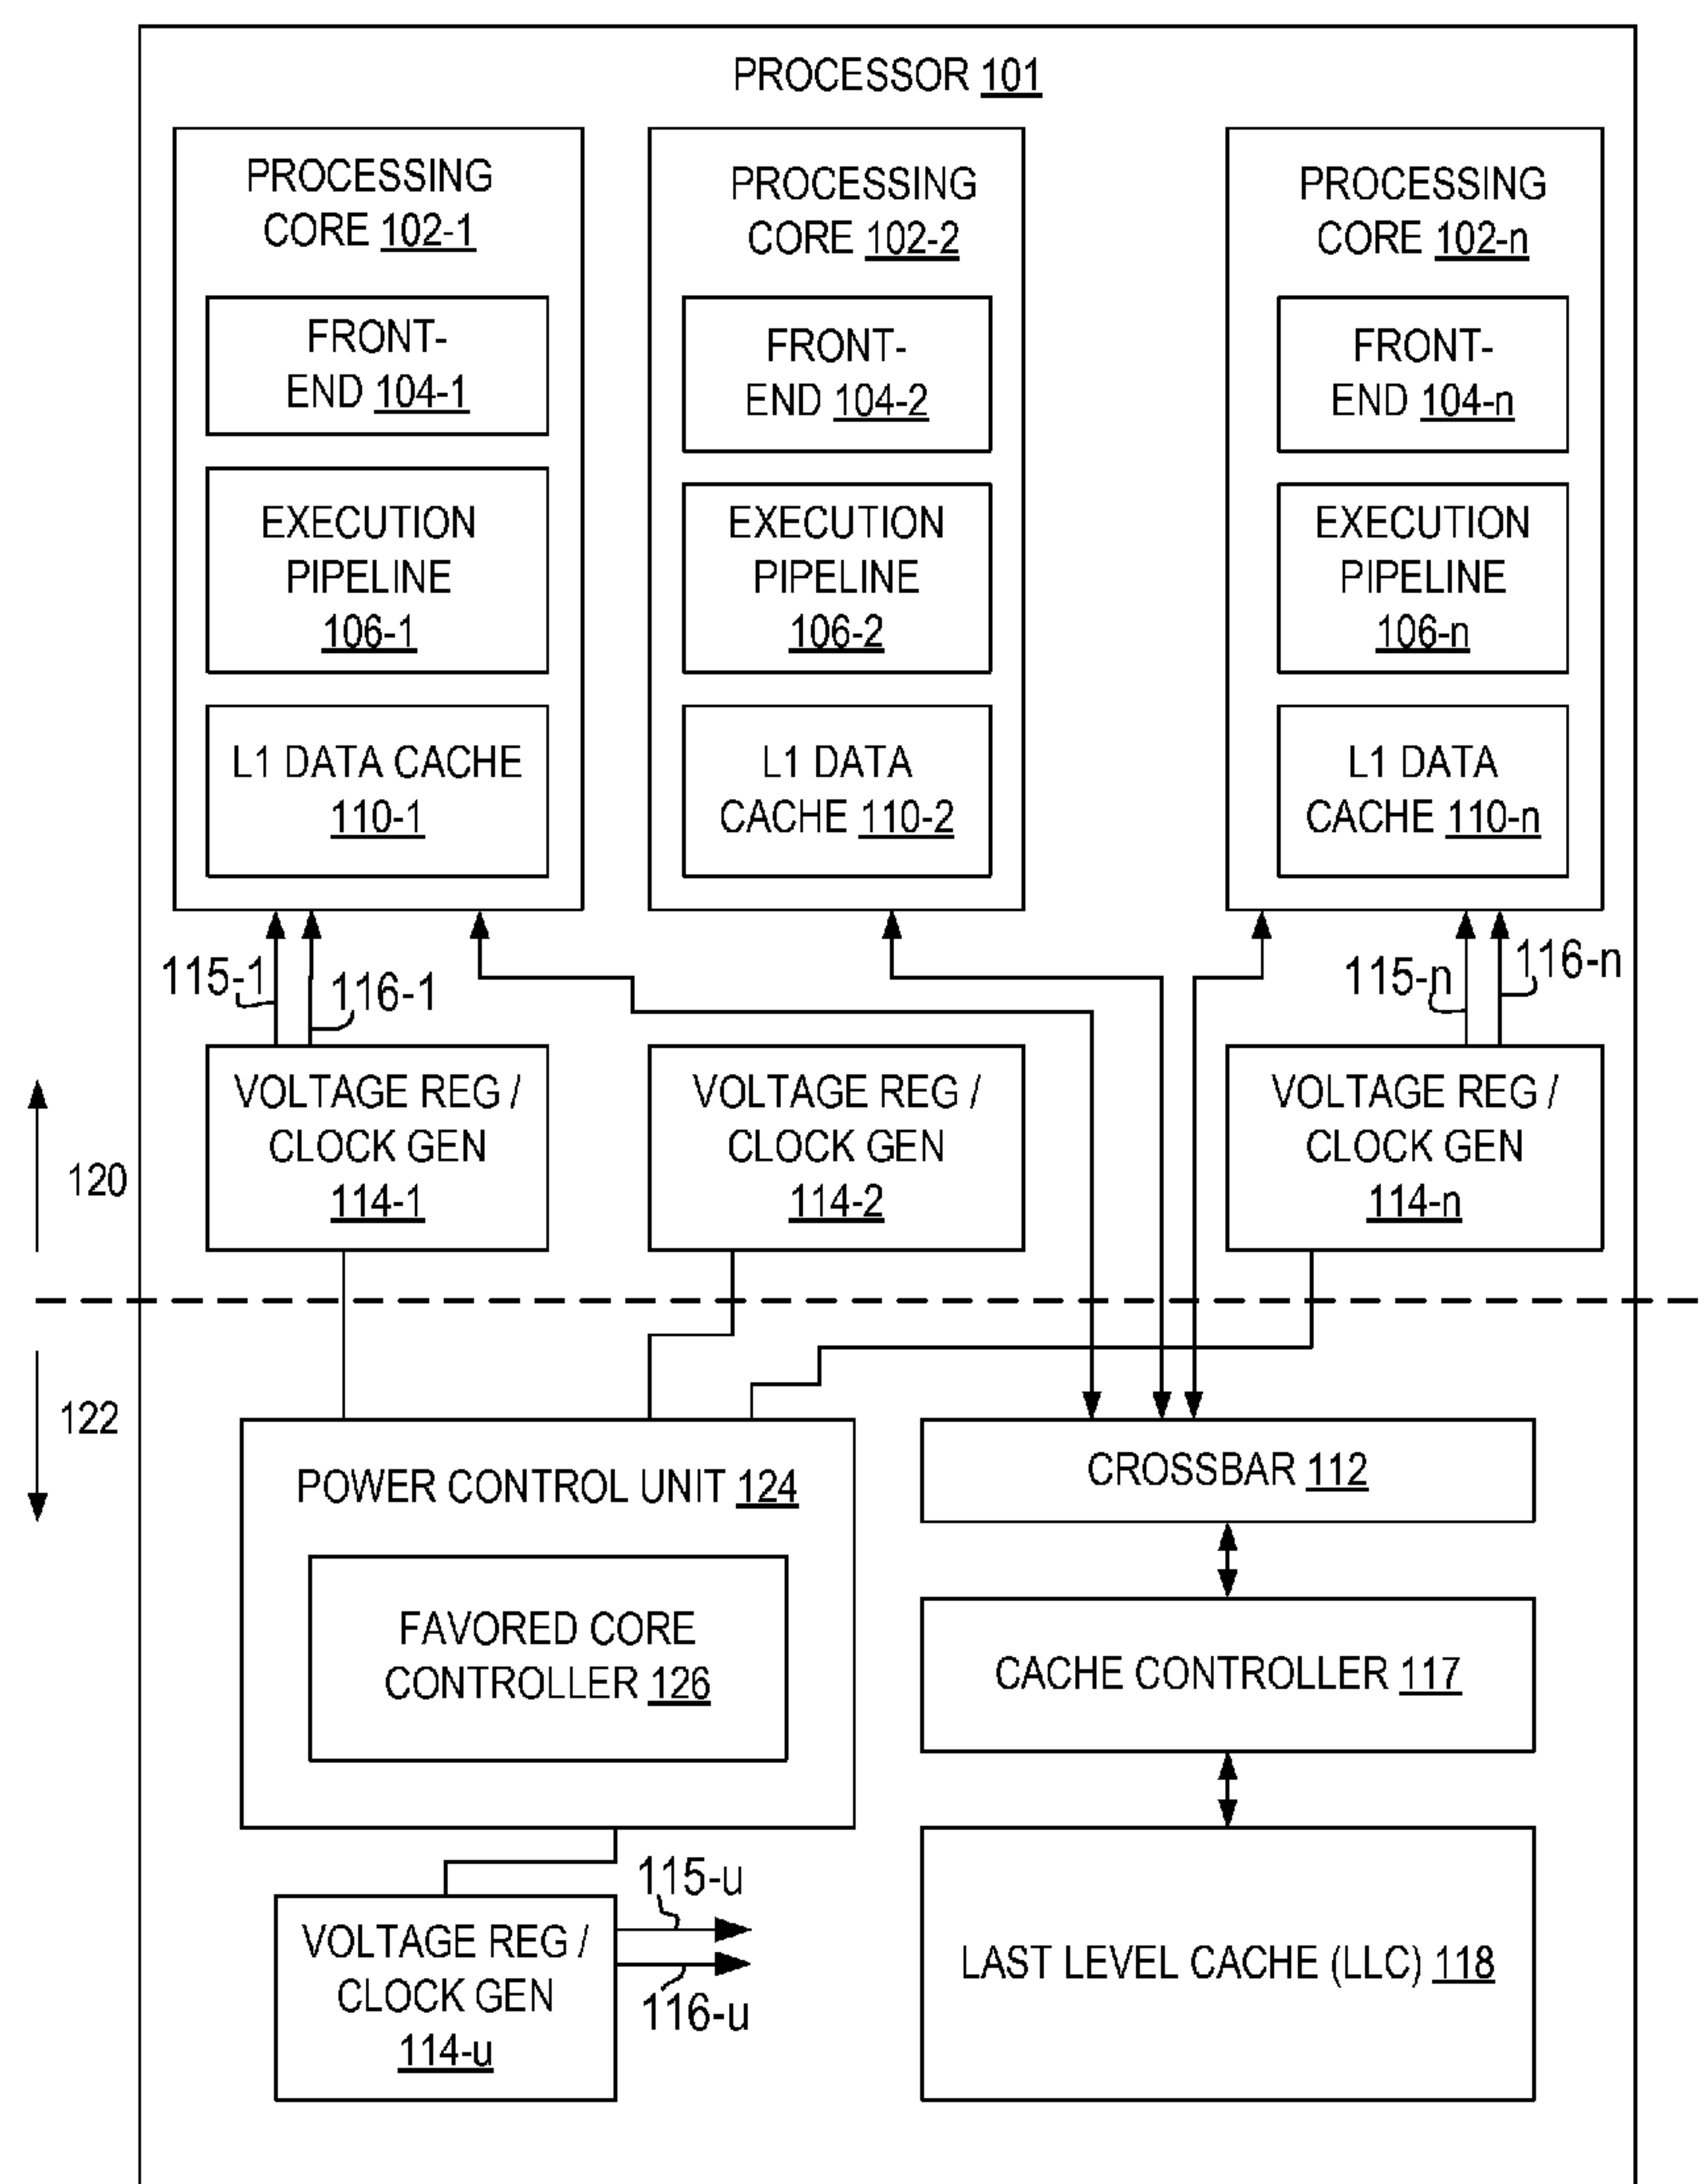 PROCESSOR 101
PROCESSING
CORE 102-1
FRONT-
END 104-1
EXECUTION
PIPELINE
106-1
L1 DATA CACHE
110-1
PROCESSING
CORE 102-2
FRONT-
END 104-2
EXECUTION
PIPELINE
106-2
L1 DATA
CACHE 110-2
PROCESSING
CORE 102-n
FRONT-
END 104-n
EXECUTION
PIPELINE
106-n
L1 DATA
CACHE 110-n
115-1
116-1
115-n
116-n
VOLTAGE REG /
CLOCK GEN
114-1
VOLTAGE REG /
CLOCK GEN
114-2
VOLTAGE REG /
CLOCK GEN
114-n
120
122
POWER CONTROL UNIT 124
FAVORED CORE
CONTROLLER 126
CROSSBAR 112
CACHE CONTROLLER 117
LAST LEVEL CACHE (LLC) 118
VOLTAGE REG /
CLOCK GEN
114-u
115-u
116-u